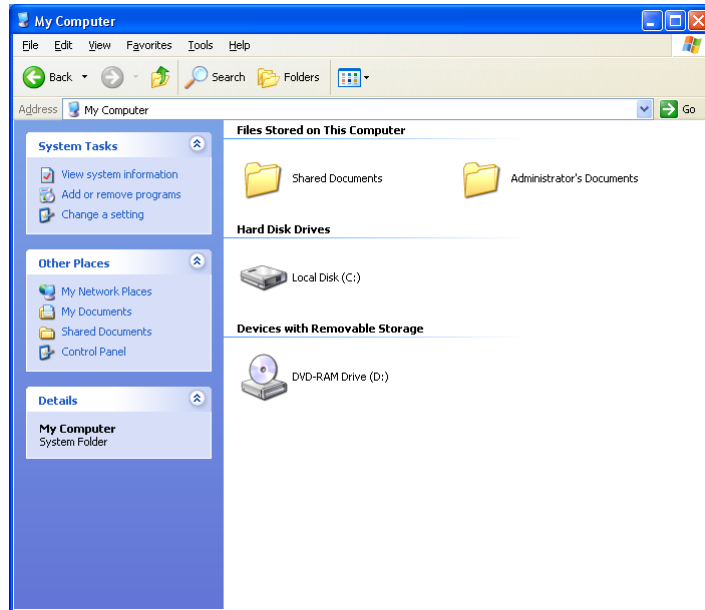 My Computer
File Edit View Favorites Tools Help
Back Search Folders
Address My Computer Go
System Tasks
View system information
Add or remove programs
Change a setting
Other Places
My Network Places
My Documents
Shared Documents
Control Panel
Details
My Computer
System Folder
Files Stored on This Computer
Shared Documents Administrator's Documents
Hard Disk Drives
Local Disk (C:)
Devices with Removable Storage
DVD-RAM Drive (D:)